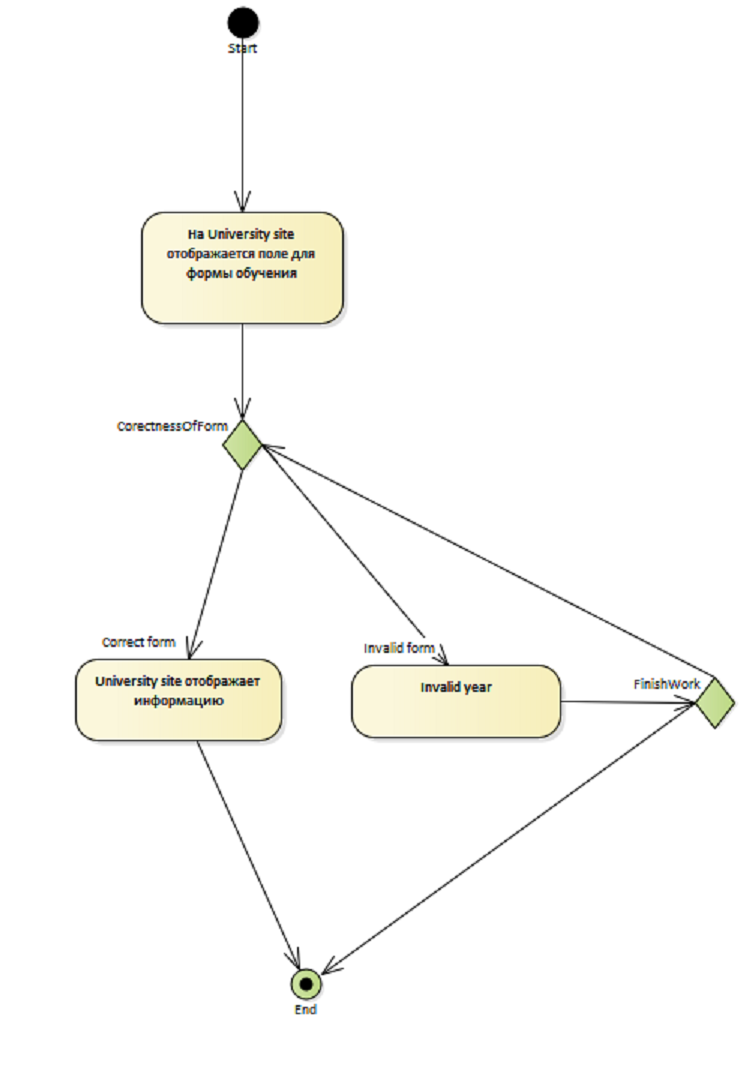 Start
На University site
отображается поле для
формы обучения
CorectnessOfForm
Correct form
Invalid form
University site отображает
информацию
Invalid year
FinishWork
End